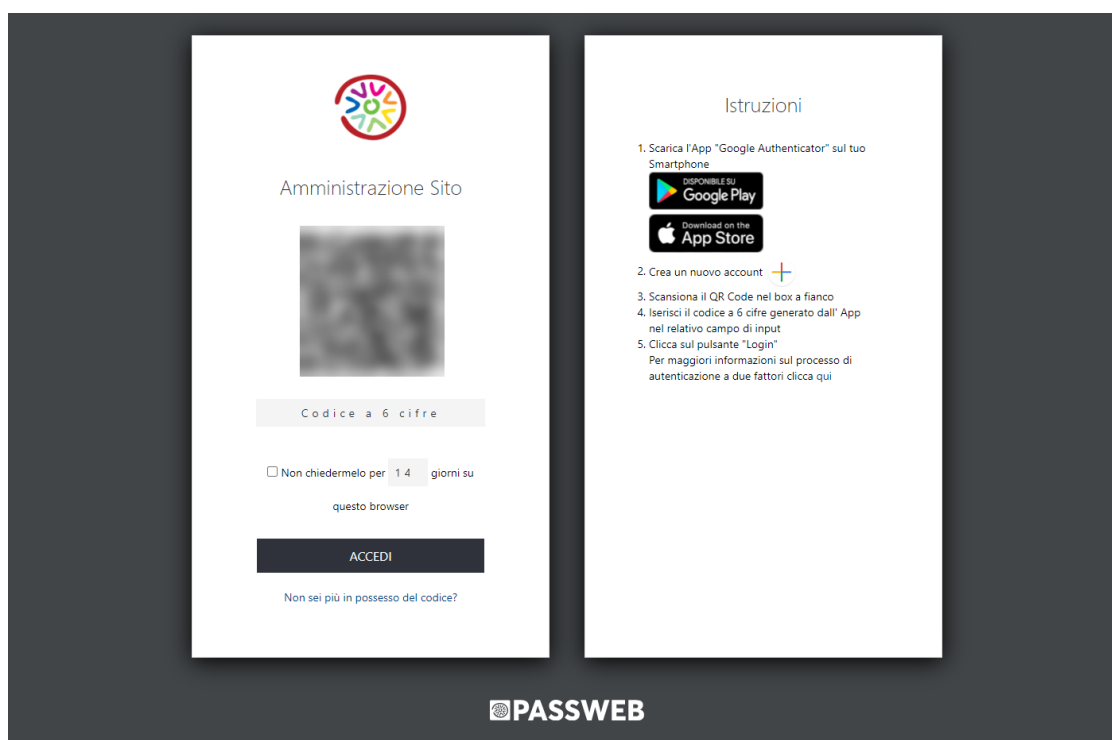 Amministrazione Sito
Codice a 6 cifre
Non chiedermelo per 14 giorni su
questo browser
ACCEDI
Non sei più in possesso del codice?
Istruzioni
1. Scarica l'App "Google Authenticator" sul tuo
Smartphone
DISPONIBILE SU
Google Play
Download on the
App Store
2. Crea un nuovo account
3. Scansiona il QR Code nel box a fianco
4. Iserisci il codice a 6 cifre generato dall' App
nel relativo campo di input
5. Clicca sul pulsante "Login"
Per maggiori informazioni sul processo di
autenticazione a due fattori clicca qui
PASSWEB